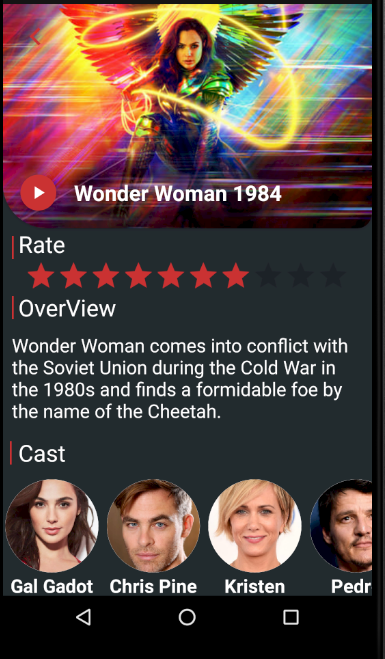 Wonder Woman 1984
Rate
OverView
Wonder Woman comes into conflict with
the Soviet Union during the Cold War in
the 1980s and finds a formidable foe by
the name of the Cheetah.
Cast
Gal Gadot Chris Pine Kristen Pedr